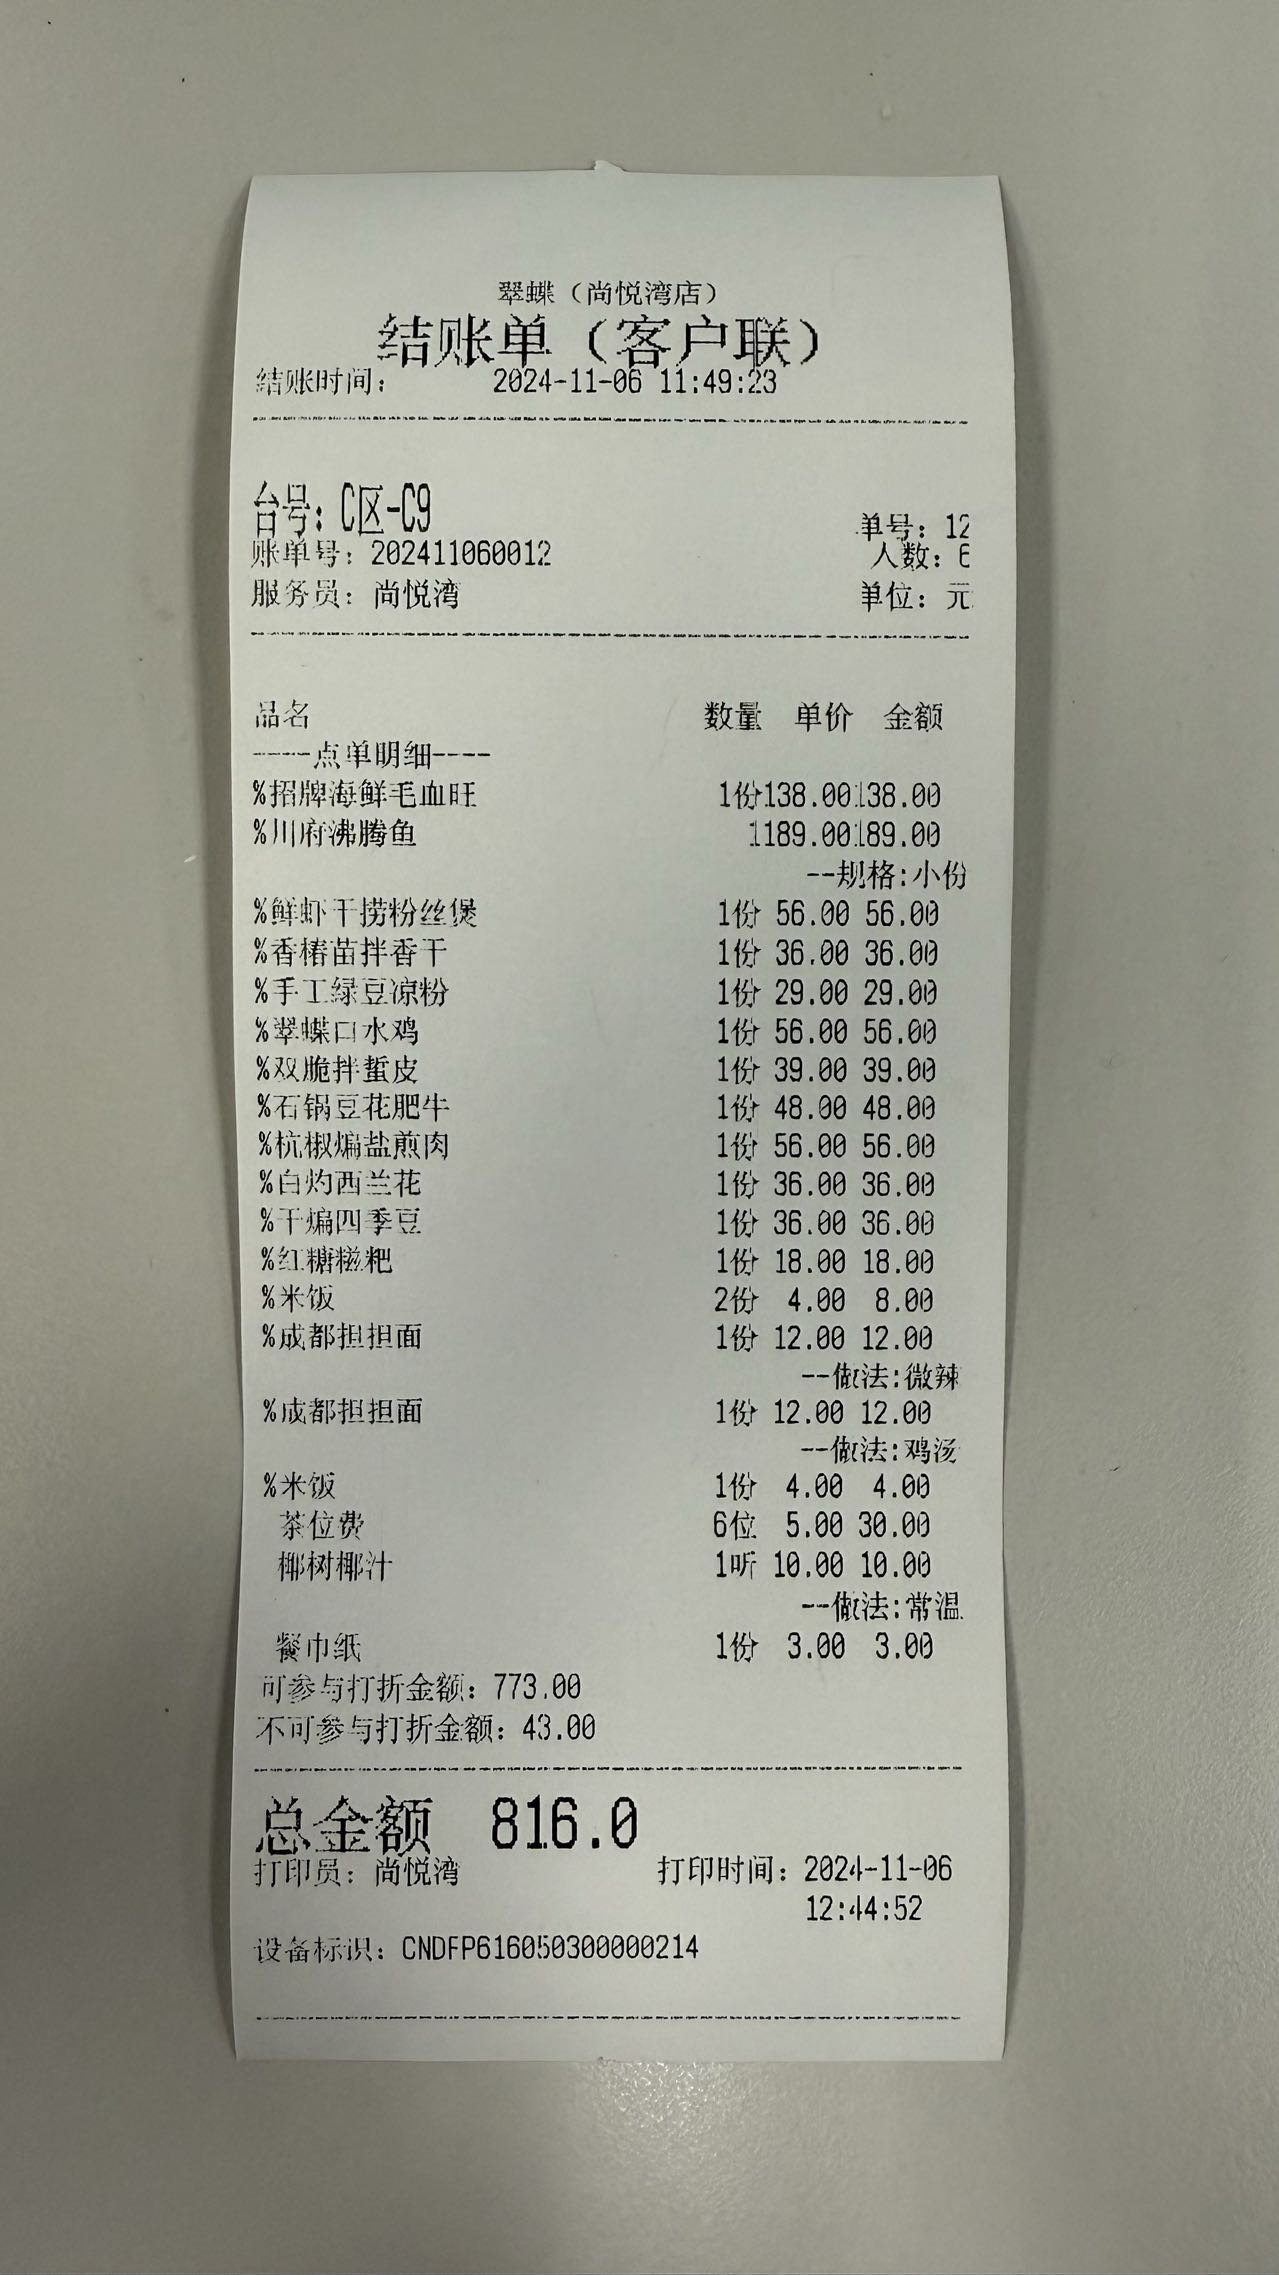 翠蝶（尚悦湾店）
结账单（客户联）
结账时间： 2024-11-06 11:49:23
台号：C区-C9
单号：12
账单号：202411060012
人数：6
服务员：尚悦湾
单位：元
品名 数量 单价 金额
----点单明细----
%招牌海鲜毛血旺 1份138.00138.00
%川府沸腾鱼 1189.00189.00
--规格:小份
%鲜虾干捞粉丝煲 1份 56.00 56.00
%香椿苗拌香干 1份 36.00 36.00
%手工绿豆凉粉 1份 29.00 29.00
%翠蝶口水鸡 1份 56.00 56.00
%双脆拌蜇皮 1份 39.00 39.00
%石锅豆花肥牛 1份 48.00 48.00
%杭椒煸盐煎肉 1份 56.00 56.00
%白灼西兰花 1份 36.00 36.00
%干煸四季豆 1份 36.00 36.00
%红糖糍粑 1份 18.00 18.00
%米饭 2份 4.00 8.00
%成都担担面 1份 12.00 12.00
--做法:微辣
%成都担担面 1份 12.00 12.00
--做法:鸡汤
%米饭 1份 4.00 4.00
茶位费 6位 5.00 30.00
椰树椰汁 1听 10.00 10.00
--做法:常温
餐巾纸 1份 3.00 3.00
可参与打折金额：773.00
不可参与打折金额：43.00
总金额 816.0
打印员：尚悦湾 打印时间：2024-11-06
12:44:52
设备标识：CNDFP616050300000214